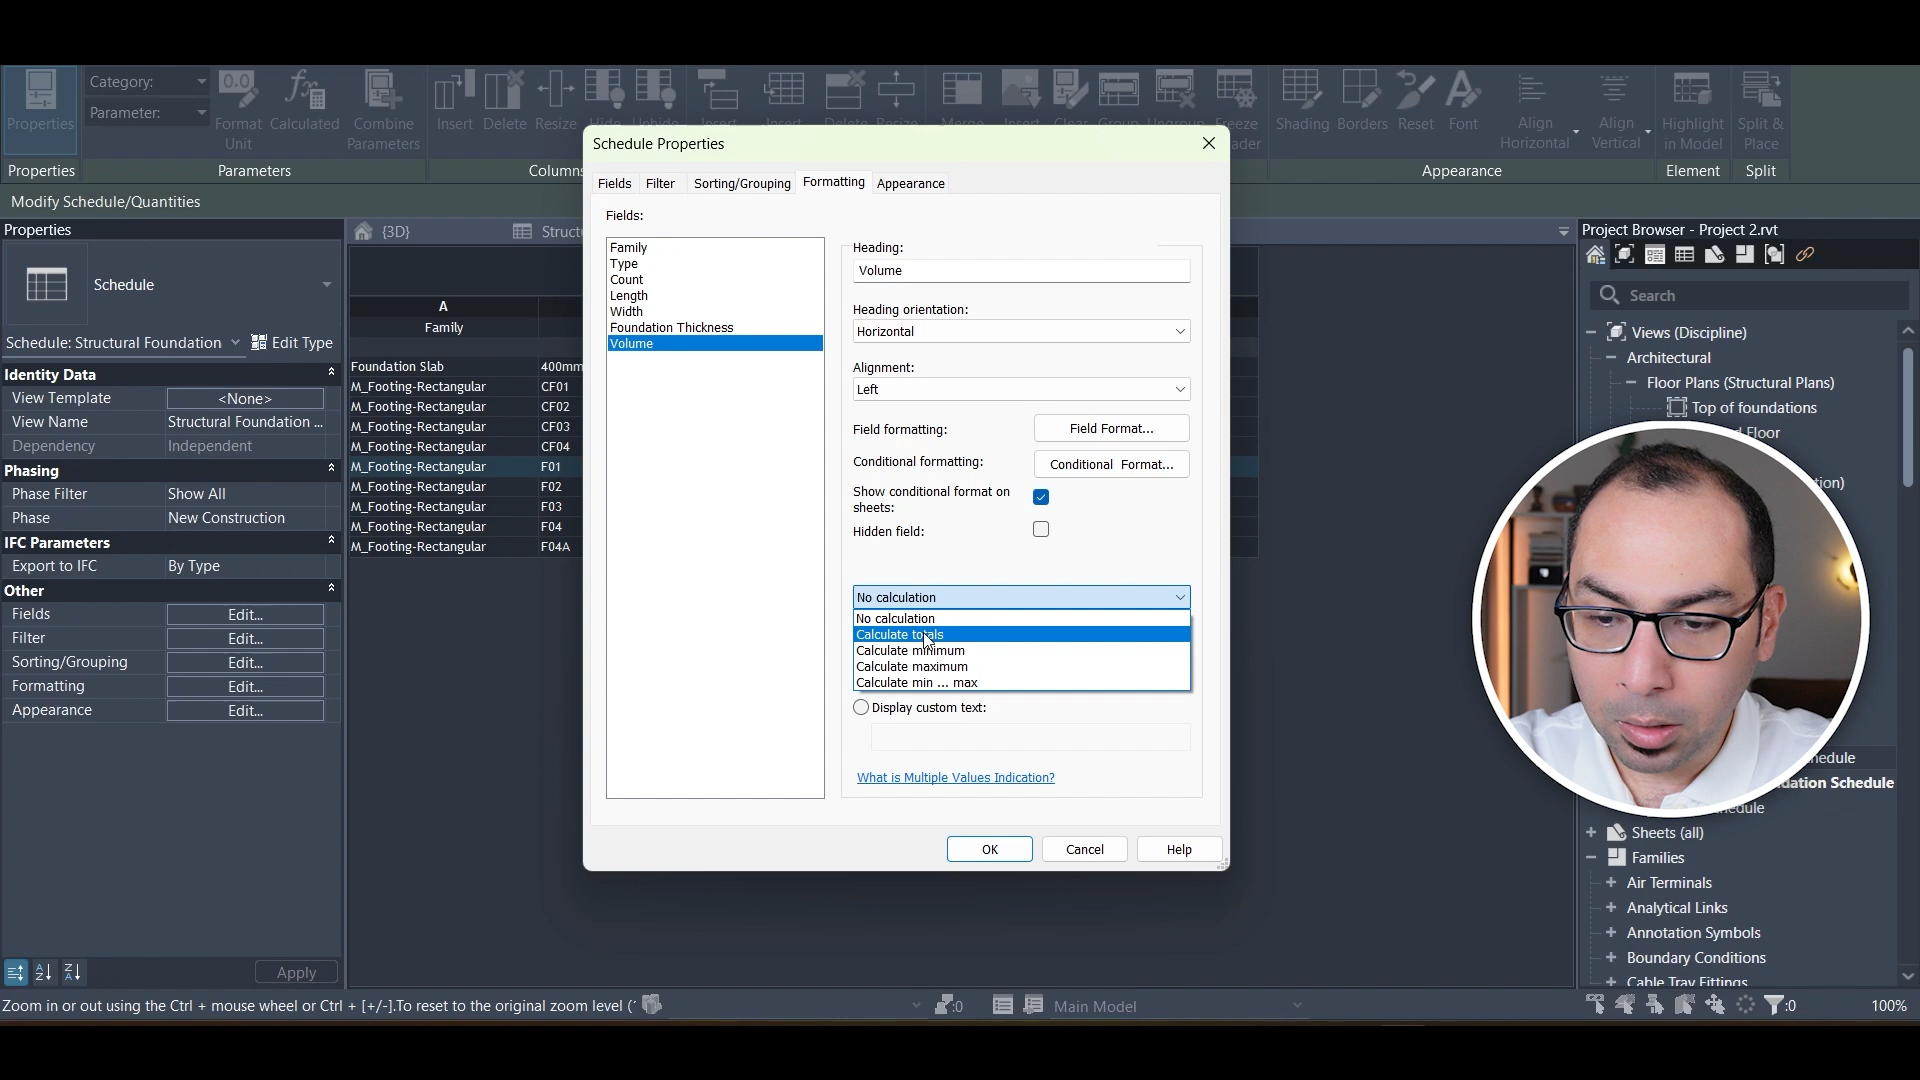 Properties
Category:
Parameter:
Format
Unit
Calculated
Combine
Parameters
Insert
Delete
Resize
Shading
Borders
Reset
Font
Align
Horizontal
Align
Vertical
Highlight
in Model
Split &
Place
Properties
Parameters
Appearance
Element
Split
Modify Schedule/Quantities
Properties
Schedule
Schedule: Structural Foundation
Edit Type
Identity Data
View Template
<None>
View Name
Structural Foundation ...
Dependency
Independent
Phasing
Phase Filter
Show All
Phase
New Construction
IFC Parameters
Export to IFC
By Type
Other
Fields
Edit...
Filter
Edit...
Sorting/Grouping
Edit...
Formatting
Edit...
Appearance
Edit...
Apply
{3D}
A
Family
Foundation Slab
400mm
M_Footing-Rectangular
CF01
M_Footing-Rectangular
CF02
M_Footing-Rectangular
CF03
M_Footing-Rectangular
CF04
M_Footing-Rectangular
F01
M_Footing-Rectangular
F02
M_Footing-Rectangular
F03
M_Footing-Rectangular
F04
M_Footing-Rectangular
F04A
Schedule Properties
Fields
Filter
Sorting/Grouping
Formatting
Appearance
Fields:
Family
Type
Count
Length
Width
Foundation Thickness
Volume
Heading:
Volume
Heading orientation:
Horizontal
Alignment:
Left
Field formatting:
Field Format...
Conditional formatting:
Conditional Format...
Show conditional format on
sheets:
Hidden field:
No calculation
No calculation
Calculate totals
Calculate minimum
Calculate maximum
Calculate min ... max
Display custom text:
What is Multiple Values Indication?
OK
Cancel
Help
Project Browser - Project 2.rvt
Search
Views (Discipline)
Architectural
Floor Plans (Structural Plans)
Top of foundations
Floor
Schedule
Sheets (all)
Families
Air Terminals
Analytical Links
Annotation Symbols
Boundary Conditions
Cable Tray Fittings
Zoom in or out using the Ctrl + mouse wheel or Ctrl + [+/-].To reset to the original zoom level (
:0
Main Model
:0
100%